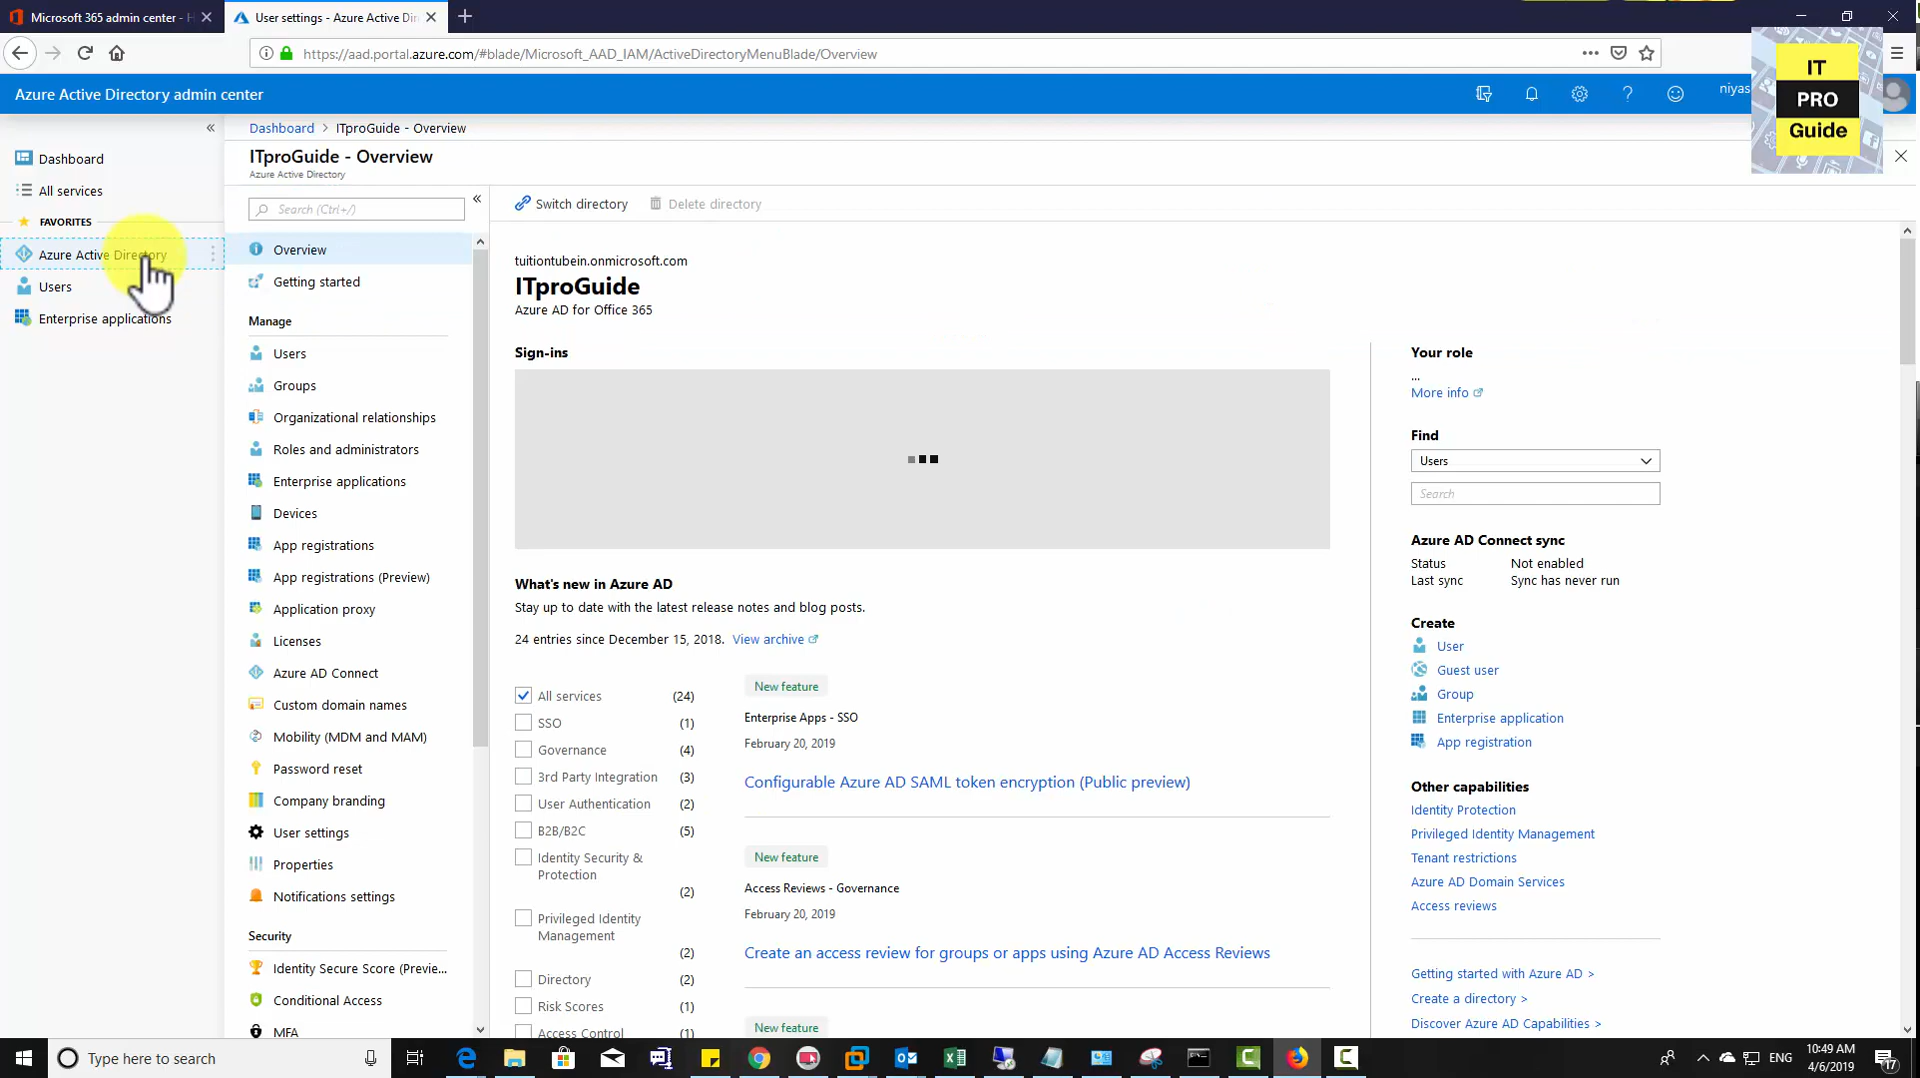 Microsoft 365 admin center - H
User settings - Azure Active Dir
https://aad.portal.azure.com/#blade/Microsoft_AAD_IAM/ActiveDirectoryMenuBlade/Overview
IT
PRO
Guide
Azure Active Directory admin center
niyas
Dashboard
All services
FAVORITES
Azure Active Directory
Users
Enterprise applications
Dashboard > ITproGuide - Overview
ITproGuide - Overview
Azure Active Directory
Search (Ctrl+/)
Overview
Getting started
Manage
Users
Groups
Organizational relationships
Roles and administrators
Enterprise applications
Devices
App registrations
App registrations (Preview)
Application proxy
Licenses
Azure AD Connect
Custom domain names
Mobility (MDM and MAM)
Password reset
Company branding
User settings
Properties
Notifications settings
Security
Identity Secure Score (Previe...
Conditional Access
MFA
Switch directory
Delete directory
tuitiontubein.onmicrosoft.com
ITproGuide
Azure AD for Office 365
Sign-ins
What's new in Azure AD
Stay up to date with the latest release notes and blog posts.
24 entries since December 15, 2018. View archive
All services (24)
SSO (1)
Governance (4)
3rd Party Integration (3)
User Authentication (2)
B2B/B2C (5)
Identity Security &
Protection
(2)
Privileged Identity
Management
(2)
Directory (2)
Risk Scores (1)
Access Control (1)
New feature
Enterprise Apps - SSO
February 20, 2019
Configurable Azure AD SAML token encryption (Public preview)
New feature
Access Reviews - Governance
February 20, 2019
Create an access review for groups or apps using Azure AD Access Reviews
New feature
Your role
...
More info
Find
Users
Search
Azure AD Connect sync
Status Not enabled
Last sync Sync has never run
Create
User
Guest user
Group
Enterprise application
App registration
Other capabilities
Identity Protection
Privileged Identity Management
Tenant restrictions
Azure AD Domain Services
Access reviews
Getting started with Azure AD >
Create a directory >
Discover Azure AD Capabilities >
Type here to search
ENG
10:49 AM
4/6/2019
17